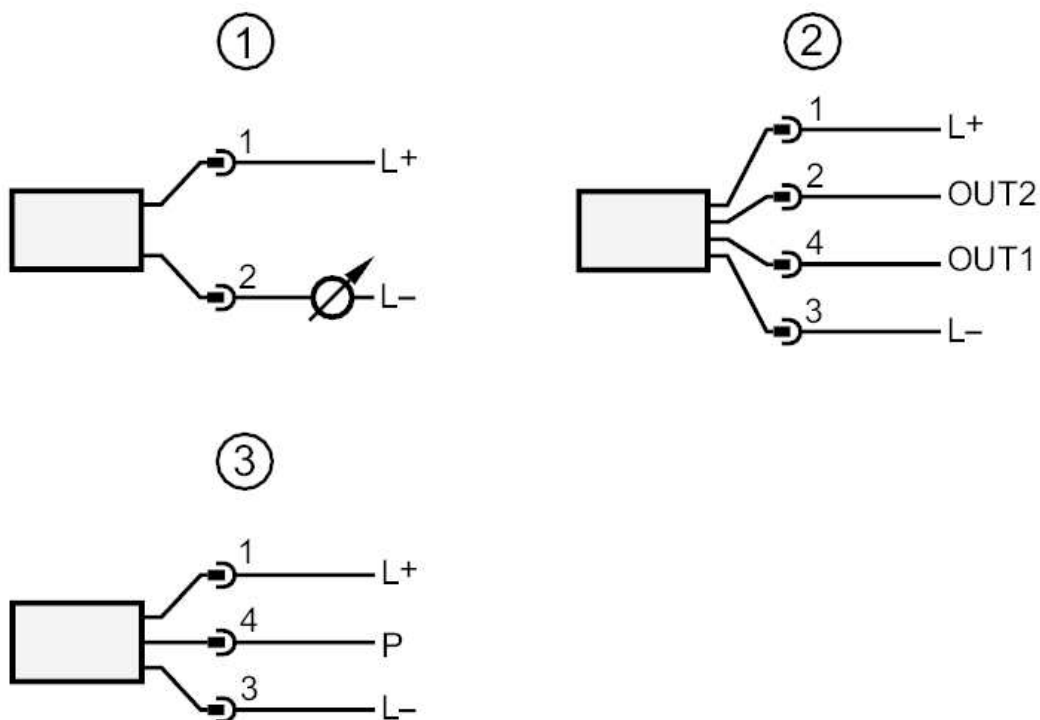 ①
1 L+
2 L–
②
1 L+
2 OUT2
4 OUT1
3 L–
③
1 L+
4 P
3 L–